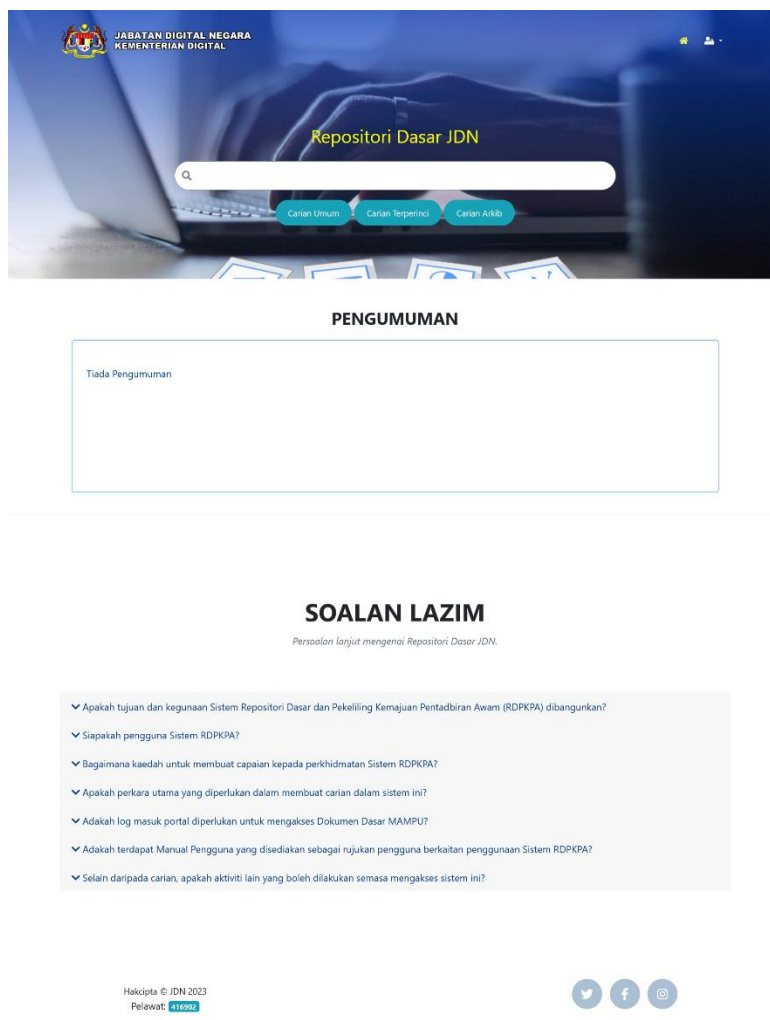 JABATAN DIGITAL NEGARA
KEMENTERIAN DIGITAL
Repositori Dasar JDN
Carian Umum
Carian Terperinci
Carian Arkib
PENGUMUMAN
Tiada Pengumuman
SOALAN LAZIM
Persoalan lanjut mengenai Repositori Dasar JDN.
Apakah tujuan dan kegunaan Sistem Repositori Dasar dan Pekeliling Kemajuan Pentadbiran Awam (RDPKPA) dibangunkan?
Siapakah pengguna Sistem RDPKPA?
Bagaimana kaedah untuk membuat capaian kepada perkhidmatan Sistem RDPKPA?
Apakah perkara utama yang diperlukan dalam membuat carian dalam sistem ini?
Adakah log masuk portal diperlukan untuk mengakses Dokumen Dasar MAMPU?
Adakah terdapat Manual Pengguna yang disediakan sebagai rujukan pengguna berkaitan penggunaan Sistem RDPKPA?
Selain daripada carian, apakah aktiviti lain yang boleh dilakukan semasa mengakses sistem ini?
Hakcipta © JDN 2023
Pelawat: 416902